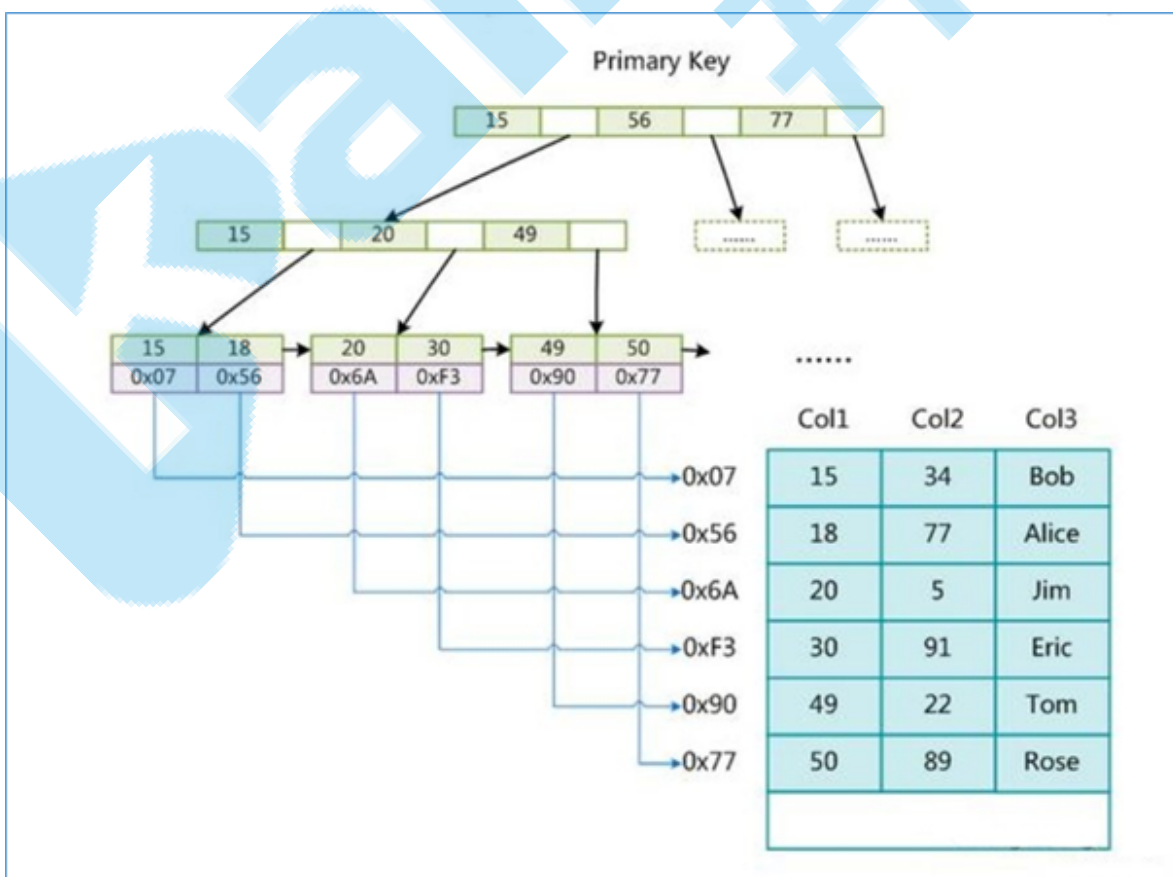 Primary Key
15 56 77
15 20 49
...... ......
15 18 20 30 49 50
0x07 0x56 0x6A 0xF3 0x90 0x77
......
Col1 Col2 Col3
0x07 15 34 Bob
0x56 18 77 Alice
0x6A 20 5 Jim
0xF3 30 91 Eric
0x90 49 22 Tom
0x77 50 89 Rose